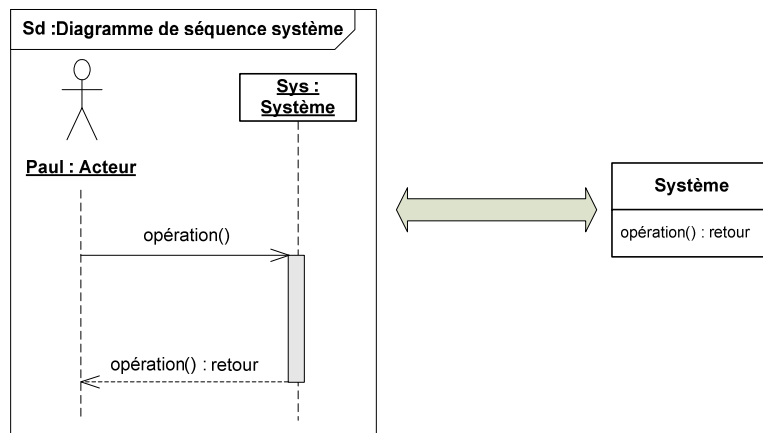 Sd :Diagramme de séquence système
Sys :
Système
Paul : Acteur
opération()
opération() : retour
Système
opération() : retour